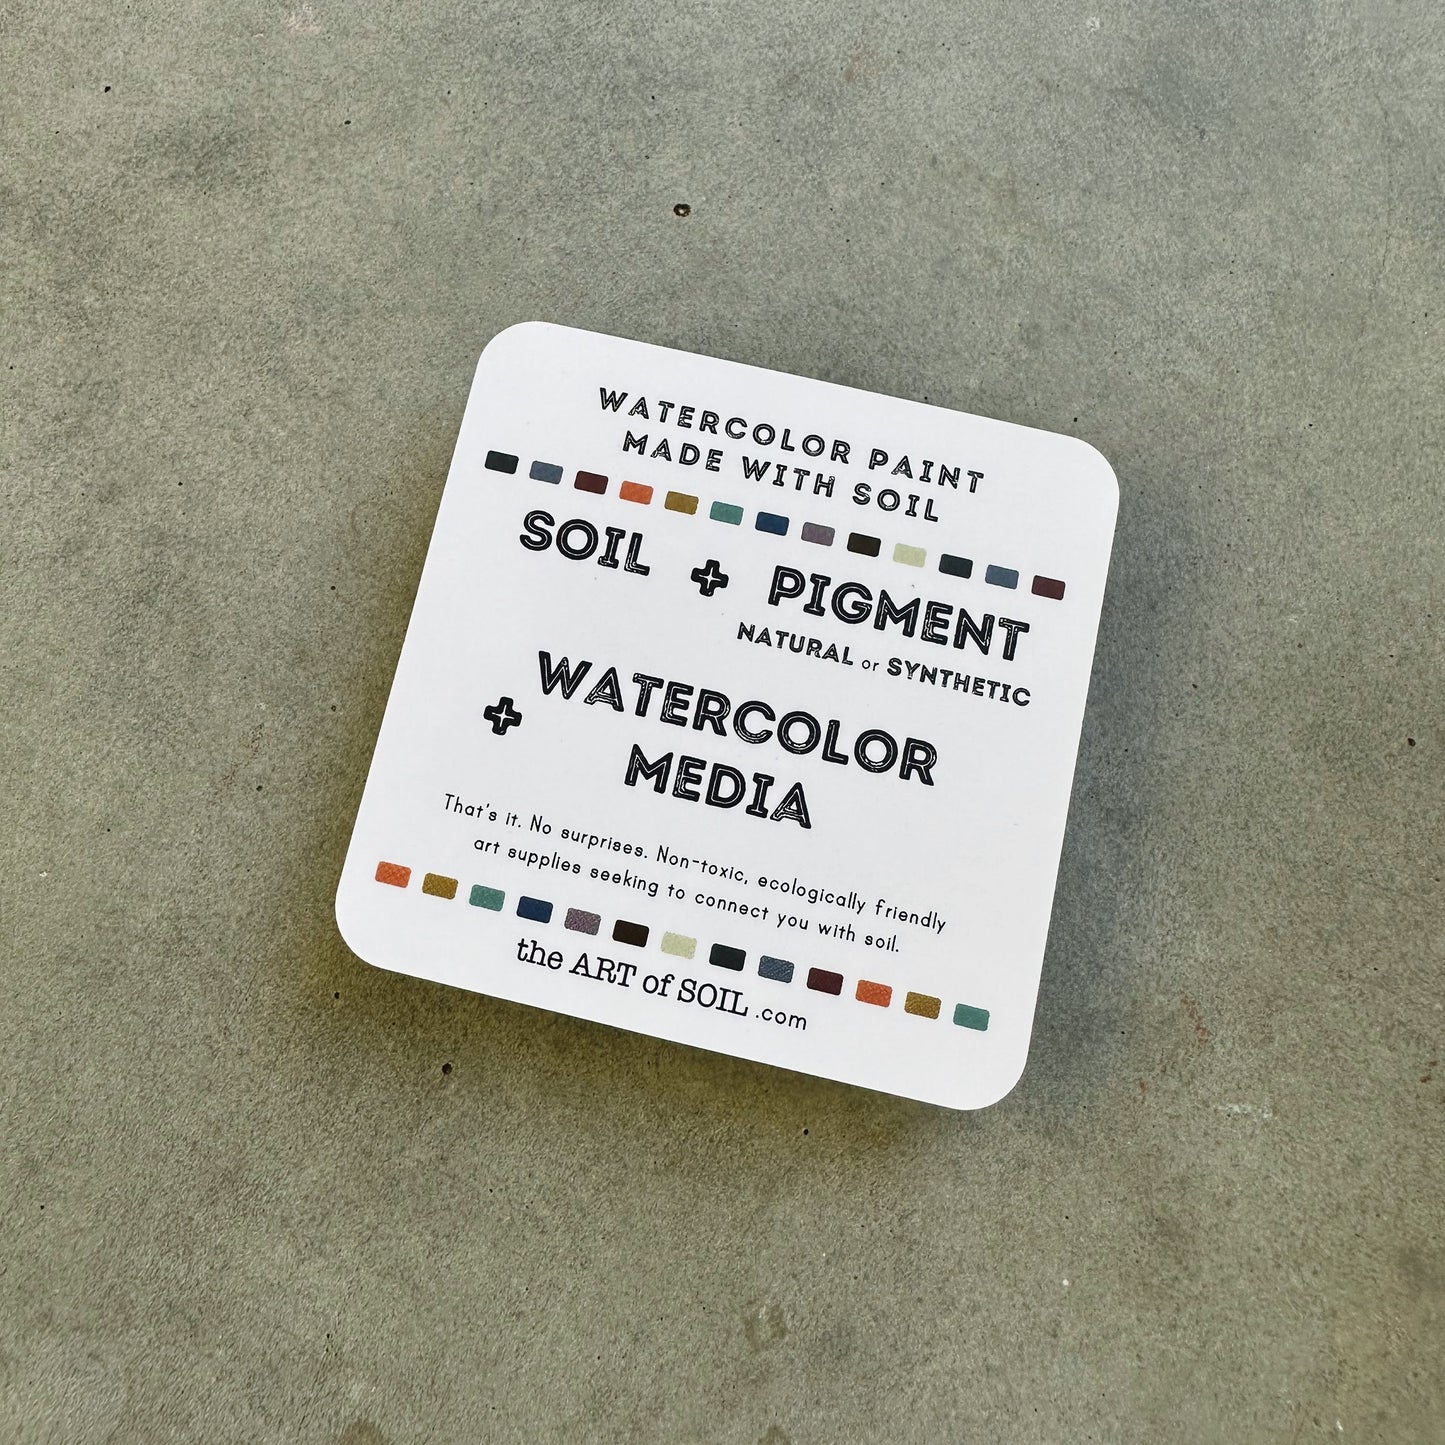 WATERCOLOR PAINT
MADE WITH SOIL
SOIL + PIGMENT
NATURAL or SYNTHETIC
+ WATERCOLOR
MEDIA
That's it. No surprises. Non-toxic, ecologically friendly
art supplies seeking to connect you with soil.
the ART of SOIL .com